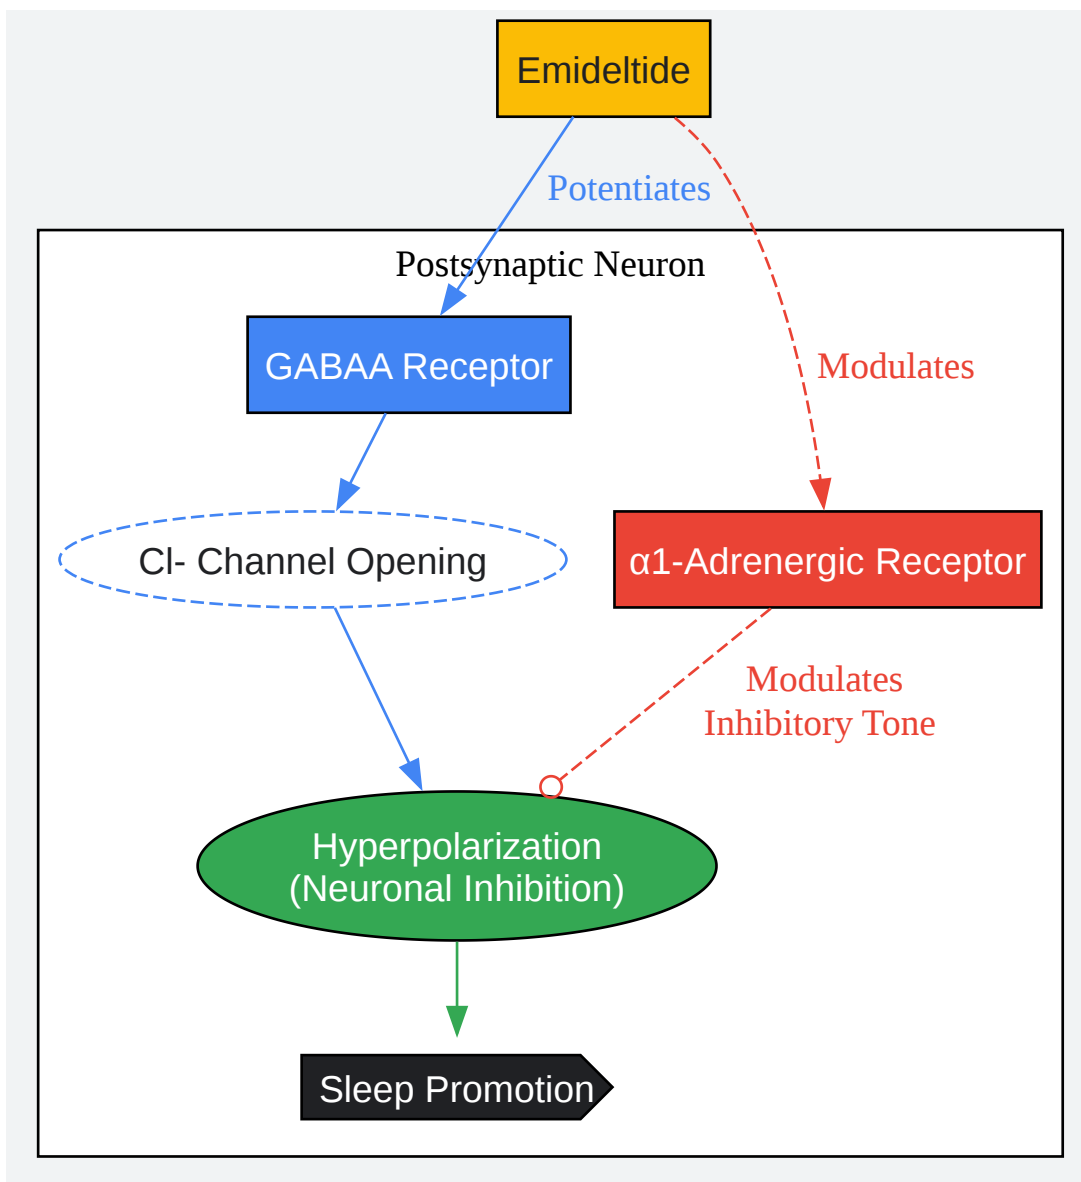 Emideltide
Potentiates
Postsynaptic Neuron
GABAA Receptor
Modulates
Cl- Channel Opening
α1-Adrenergic Receptor
Modulates
Inhibitory Tone
Hyperpolarization
(Neuronal Inhibition)
Sleep Promotion